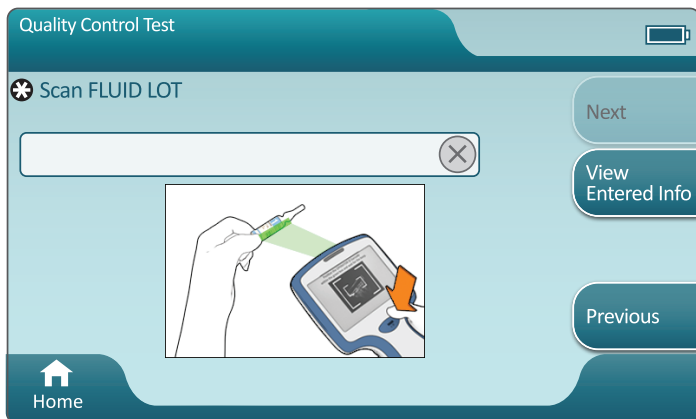 Quality Control Test
Scan FLUID LOT
Next
View
Entered Info
Previous
Home